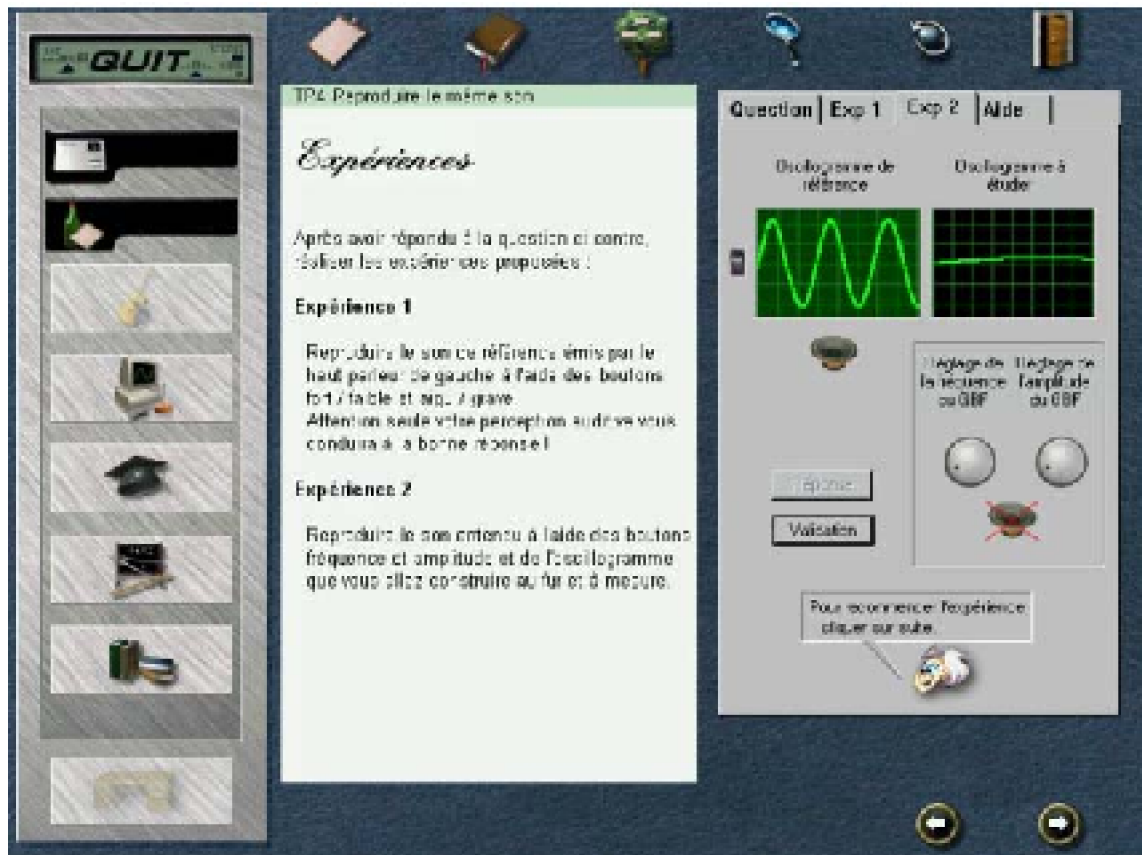 QUIT
TP4 Reproduire le même son
Expériences
Après avoir répondu à la question ci contre,
réaliser les expériences proposées :
Expérience 1
Reproduire le son de référence émis par le
haut parleur de gauche à l'aide des boutons
fort / faible et aigu / grave
Attention seule votre perception auditive vous
conduira à la bonne réponse !
Expérience 2
Reproduire le son entendu à l'aide des boutons
fréquence et amplitude et de l'oscillogramme
que vous allez construire au fur et à mesure.
Question Exp 1 Exp 2 Aide
Oscillogramme de
référence
Oscillogramme à
étudier
Réglage de
la fréquence
du GBF
Réglage de
l'amplitude
du GBF
Réponse
Validation
Pour recommencer l'expérience
cliquer sur suite.